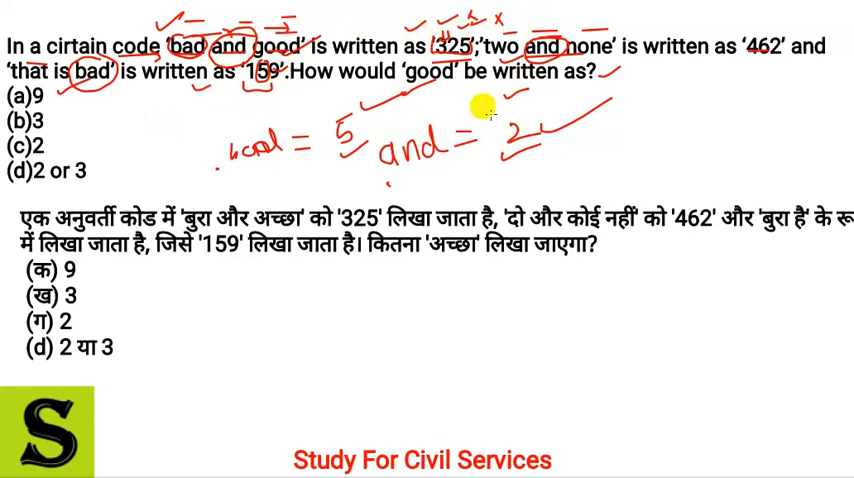 In a cirtain code 'bad and good' is written as '325';'two and none' is written as '462' and
'that is bad' is written as '159'.How would 'good' be written as?
(a)9
(b)3
(c)2
(d)2 or 3
= 5 and = 2
एक अनुवर्ती कोड में 'बुरा और अच्छा' को '325' लिखा जाता है, 'दो और कोई नहीं' को '462' और 'बुरा है' के रू
में लिखा जाता है, जिसे '159' लिखा जाता है। कितना 'अच्छा' लिखा जाएगा?
(क) 9
(ख) 3
(ग) 2
(d) 2 या 3
S
Study For Civil Services